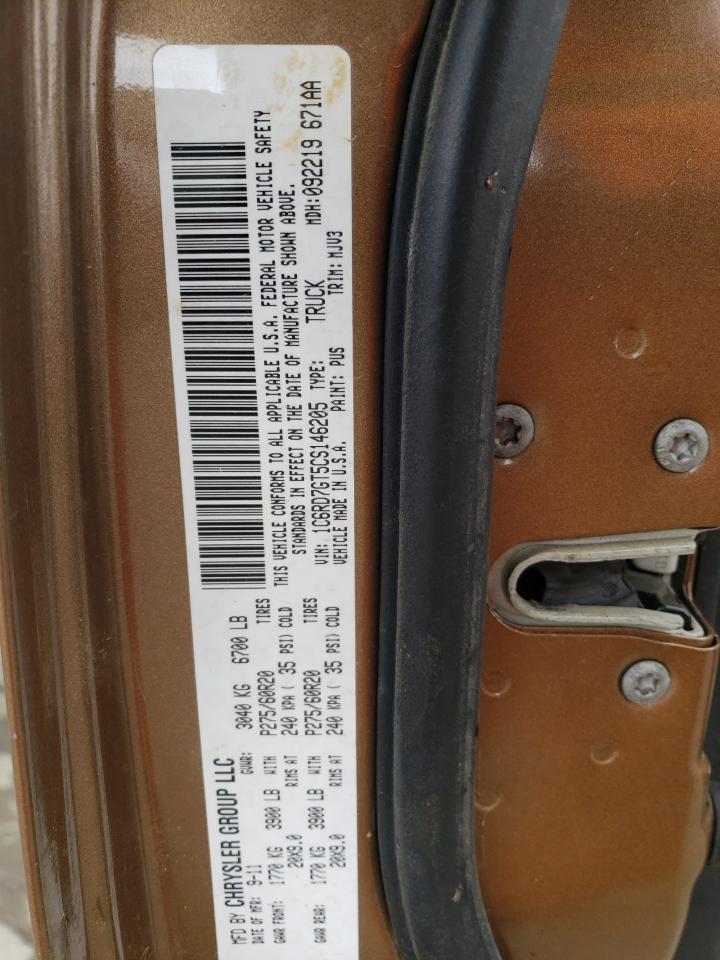 MFD BY CHRYSLER GROUP LLC
DATE OF MFR: 9-11 GVWR: 3040 KG 6700 LB
GAWR FRONT: 1770 KG 3900 LB WITH P275/60R20 TIRES
20X9.0 RIMS AT 240 KPA ( 35 PSI) COLD
GAWR REAR: 1770 KG 3900 LB WITH P275/60R20 TIRES
20X9.0 RIMS AT 240 KPA ( 35 PSI) COLD
THIS VEHICLE CONFORMS TO ALL APPLICABLE U.S.A. FEDERAL MOTOR VEHICLE SAFETY
STANDARDS IN EFFECT ON THE DATE OF MANUFACTURE SHOWN ABOVE.
VIN: 1C6RD7GT5CS146205 TYPE: TRUCK MDH:092219 671AA
VEHICLE MADE IN U.S.A. PAINT: PUS TRIM: MJV3